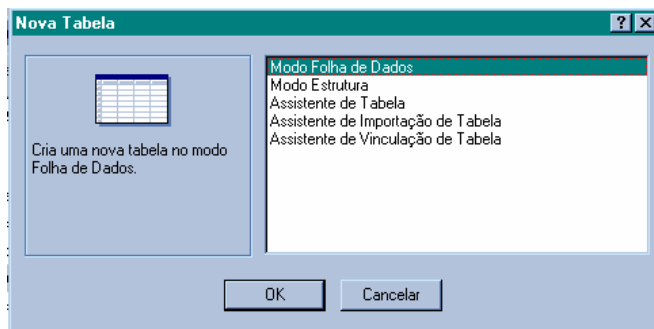 Nova Tabela
Cria uma nova tabela no modo
Folha de Dados.
Modo Folha de Dados
Modo Estrutura
Assistente de Tabela
Assistente de Importação de Tabela
Assistente de Vinculação de Tabela
OK
Cancelar